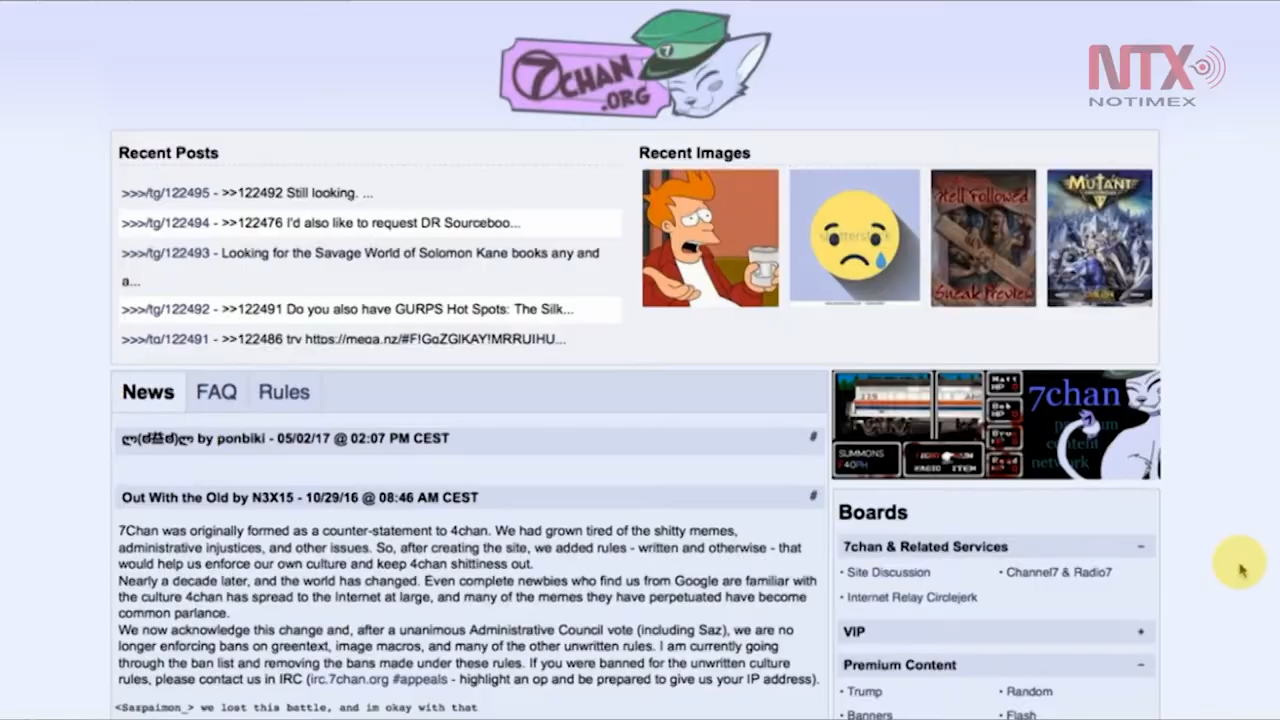 7CHAN
.ORG
NTX
NOTIMEX
Recent Posts
>>>/tg/122495 - >>122492 Still looking. ...
>>>/tg/122494 - >>122476 I'd also like to request DR Sourceboo...
>>>/tg/122493 - Looking for the Savage World of Solomon Kane books any and
a...
>>>/tg/122492 - >>122491 Do you also have GURPS Hot Spots: The Silk...
>>>/tg/122491 - >>122486 try https://mega.nz/#F!GqZGlKAY!MRRUIHU...
Recent Images
shutterstock
Hell Followed
Sneak Preview
MUTANT
News FAQ Rules
by ponbiki - 05/02/17 @ 02:07 PM CEST #
Out With the Old by N3X15 - 10/29/16 @ 08:46 AM CEST #
7Chan was originally formed as a counter-statement to 4chan. We had grown tired of the shitty memes,
administrative injustices, and other issues. So, after creating the site, we added rules - written and otherwise - that
would help us enforce our own culture and keep 4chan shittiness out.
Nearly a decade later, and the world has changed. Even complete newbies who find us from Google are familiar with
the culture 4chan has spread to the Internet at large, and many of the memes they have perpetuated have become
common parlance.
We now acknowledge this change and, after a unanimous Administrative Council vote (including Saz), we are no
longer enforcing bans on greentext, image macros, and many of the other unwritten rules. I am currently going
through the ban list and removing the bans made under these rules. If you were banned for the unwritten culture
rules, please contact us in IRC (irc.7chan.org #appeals - highlight an op and be prepared to give us your IP address).
<Sazpaimon_> we lost this battle, and im okay with that
SUMMONS
MAGIC ITEM
7chan
premium
content
network
Boards
7chan & Related Services −
• Site Discussion • Channel7 & Radio7
• Internet Relay Circlejerk
VIP +
Premium Content −
• Trump • Random
• Banners • Flash